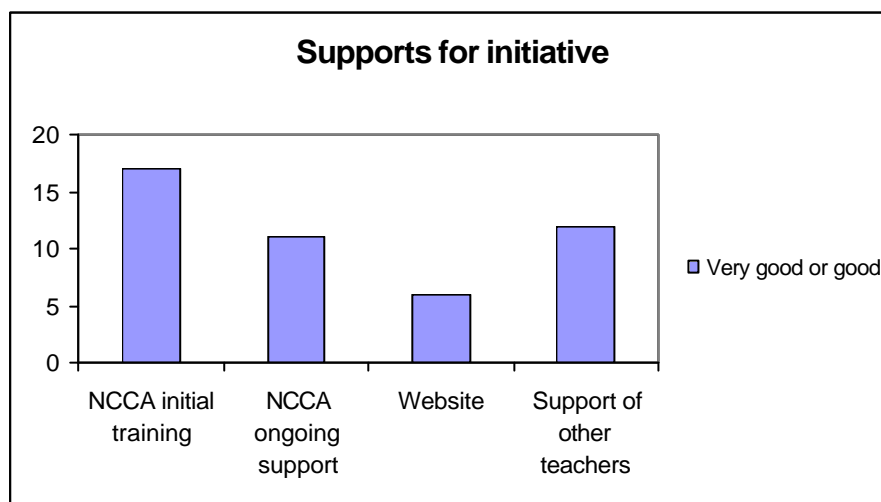 Supports for initiative
20
15
10
5
0
NCCA initial
training
NCCA
ongoing
support
Website
Support of
other
teachers
Very good or good